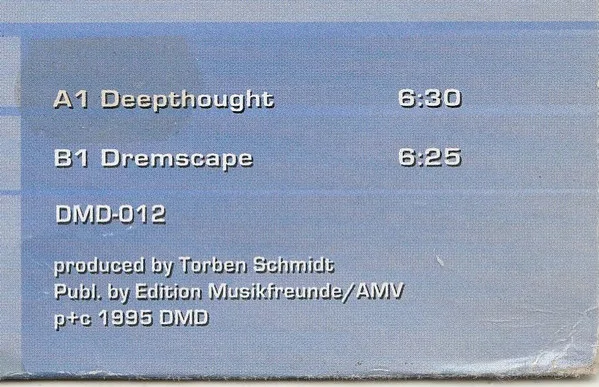 A1 Deepthought 6:30
B1 Dremscape 6:25
DMD-012
produced by Torben Schmidt
Publ. by Edition Musikfreunde/AMV
p+c 1995 DMD